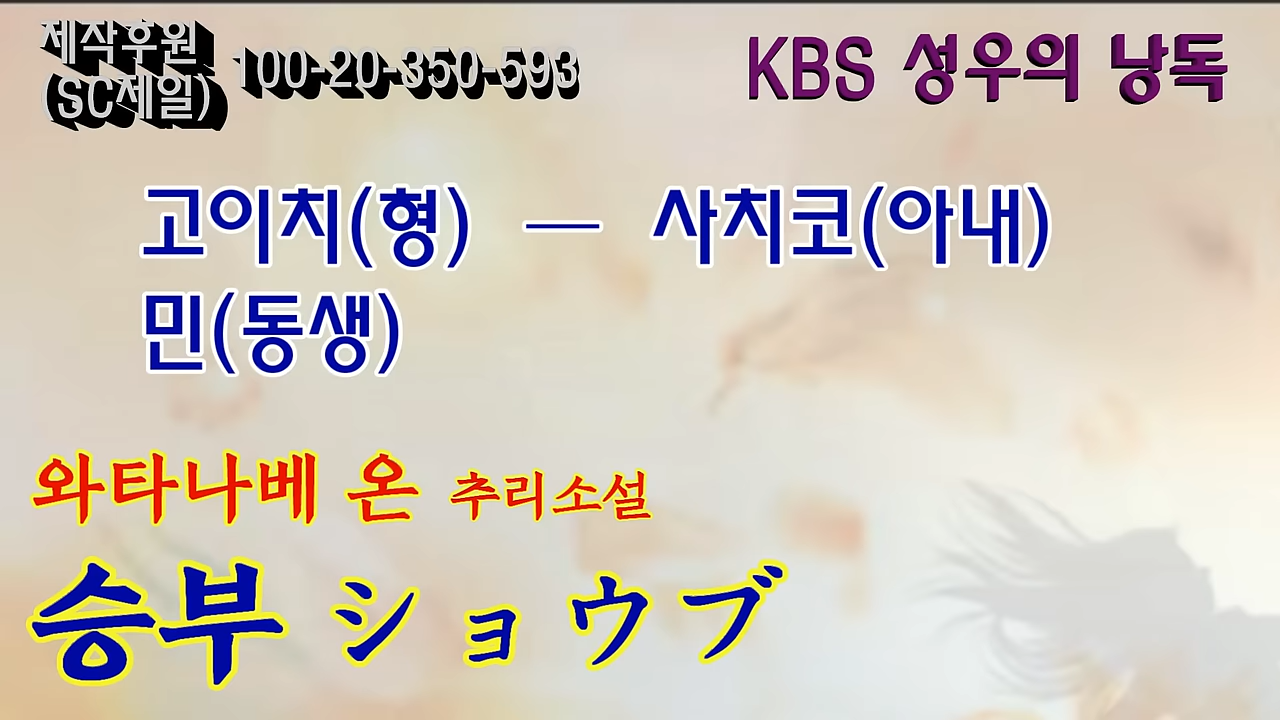 제작후원
(SC제일) 100-20-350-593
KBS 성우의 낭독
고이치(형) — 사치코(아내)
민(동생)
와타나베 온 추리소설
승부 ショウブ